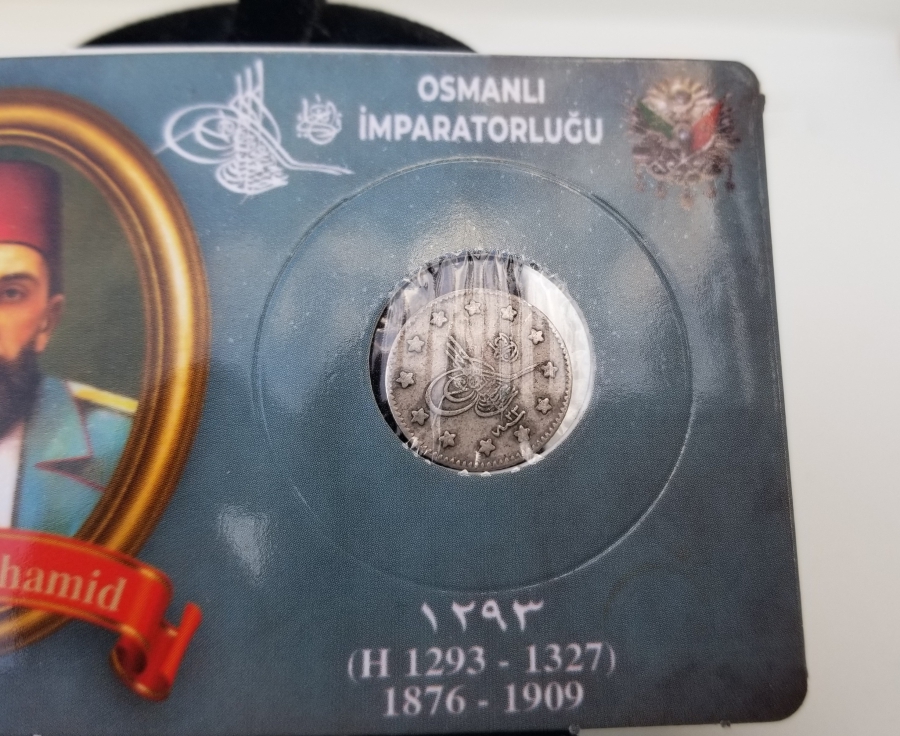 OSMANLI
İMPARATORLUĞU
hamid
١٢٩٣
(H 1293 - 1327)
1876 - 1909